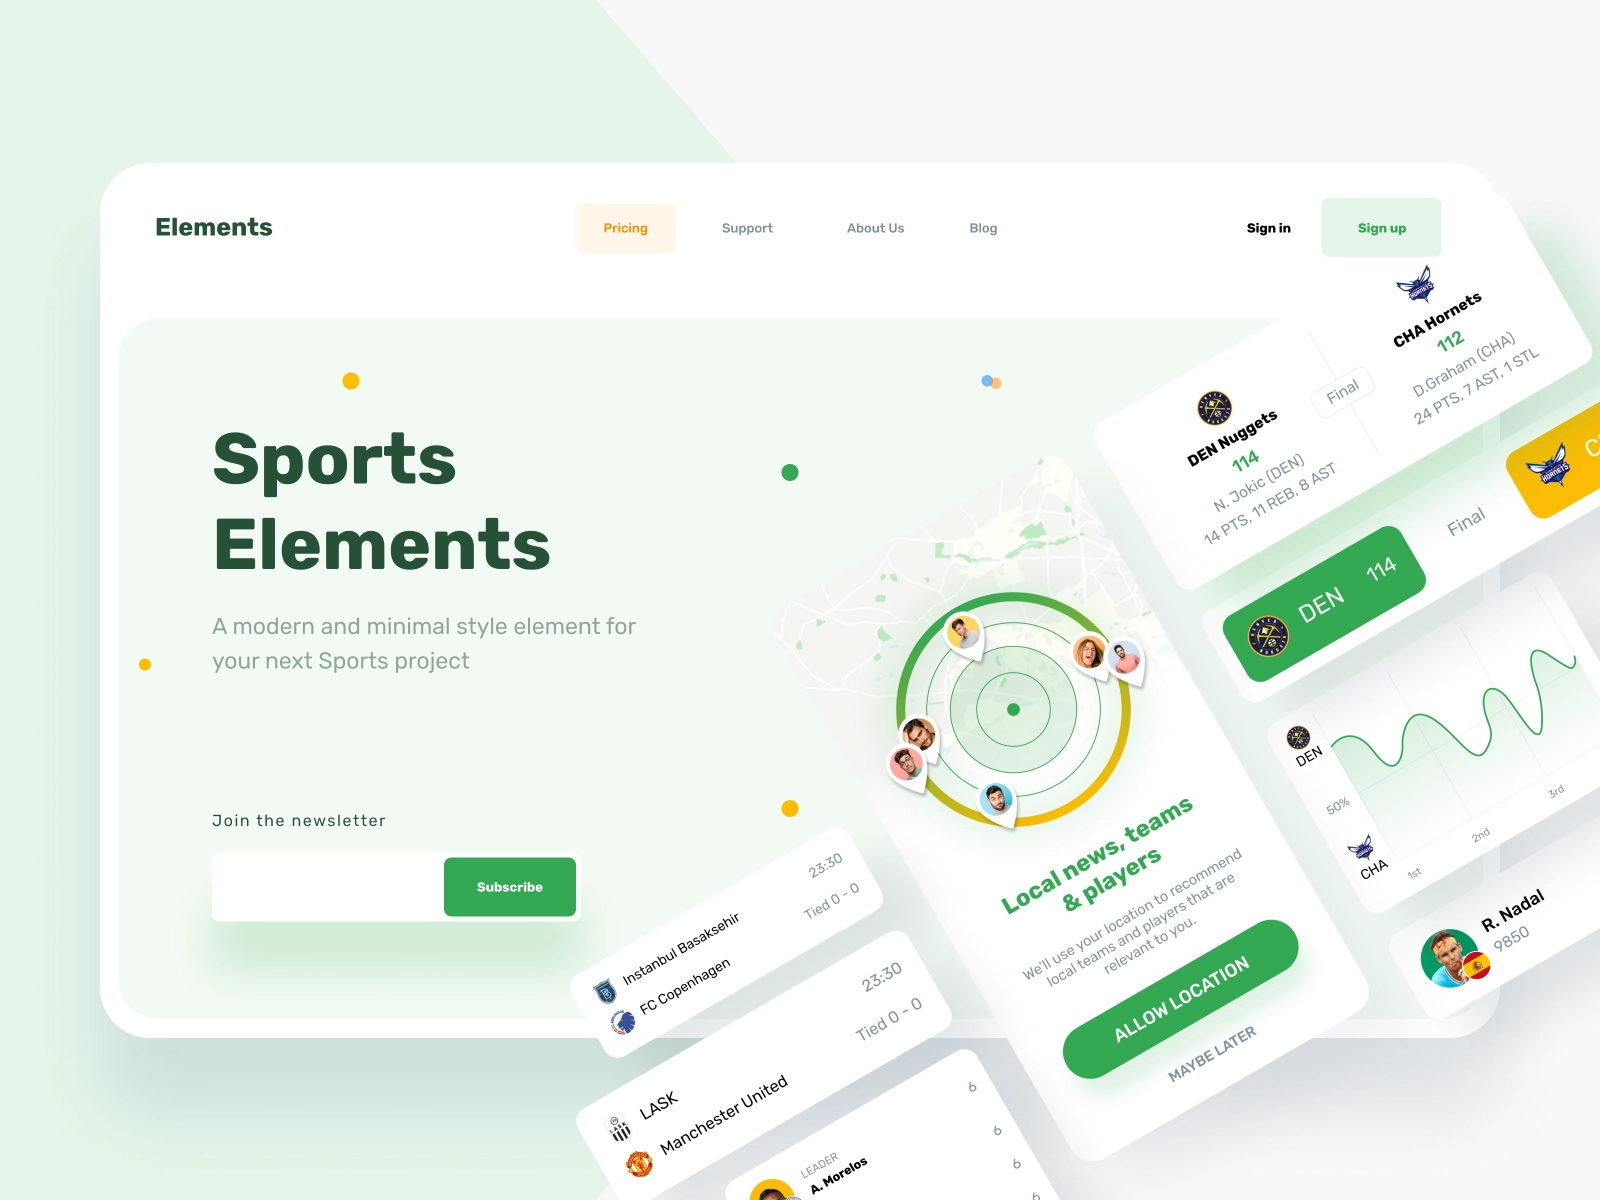 Elements
Pricing
Support
About Us
Blog
Sign in
Sign up
Sports
Elements
A modern and minimal style element for
your next Sports project
Join the newsletter
Subscribe
CHA Hornets
112
D.Graham (CHA)
24 PTS, 7 AST, 1 STL
Final
DEN Nuggets
114
N. Jokic (DEN)
14 PTS, 11 REB, 8 AST
HORNETS
Final
DEN
114
DEN
50%
CHA
1st
2nd
3rd
R. Nadal
9850
Local news, teams
& players
We'll use your location to recommend
local teams and players that are
relevant to you.
ALLOW LOCATION
MAYBE LATER
23:30
Tied 0 - 0
Instanbul Basaksehir
FC Copenhagen
23:30
Tied 0 - 0
LASK
Manchester United
LEADER
A. Morelos
6
6
6
6